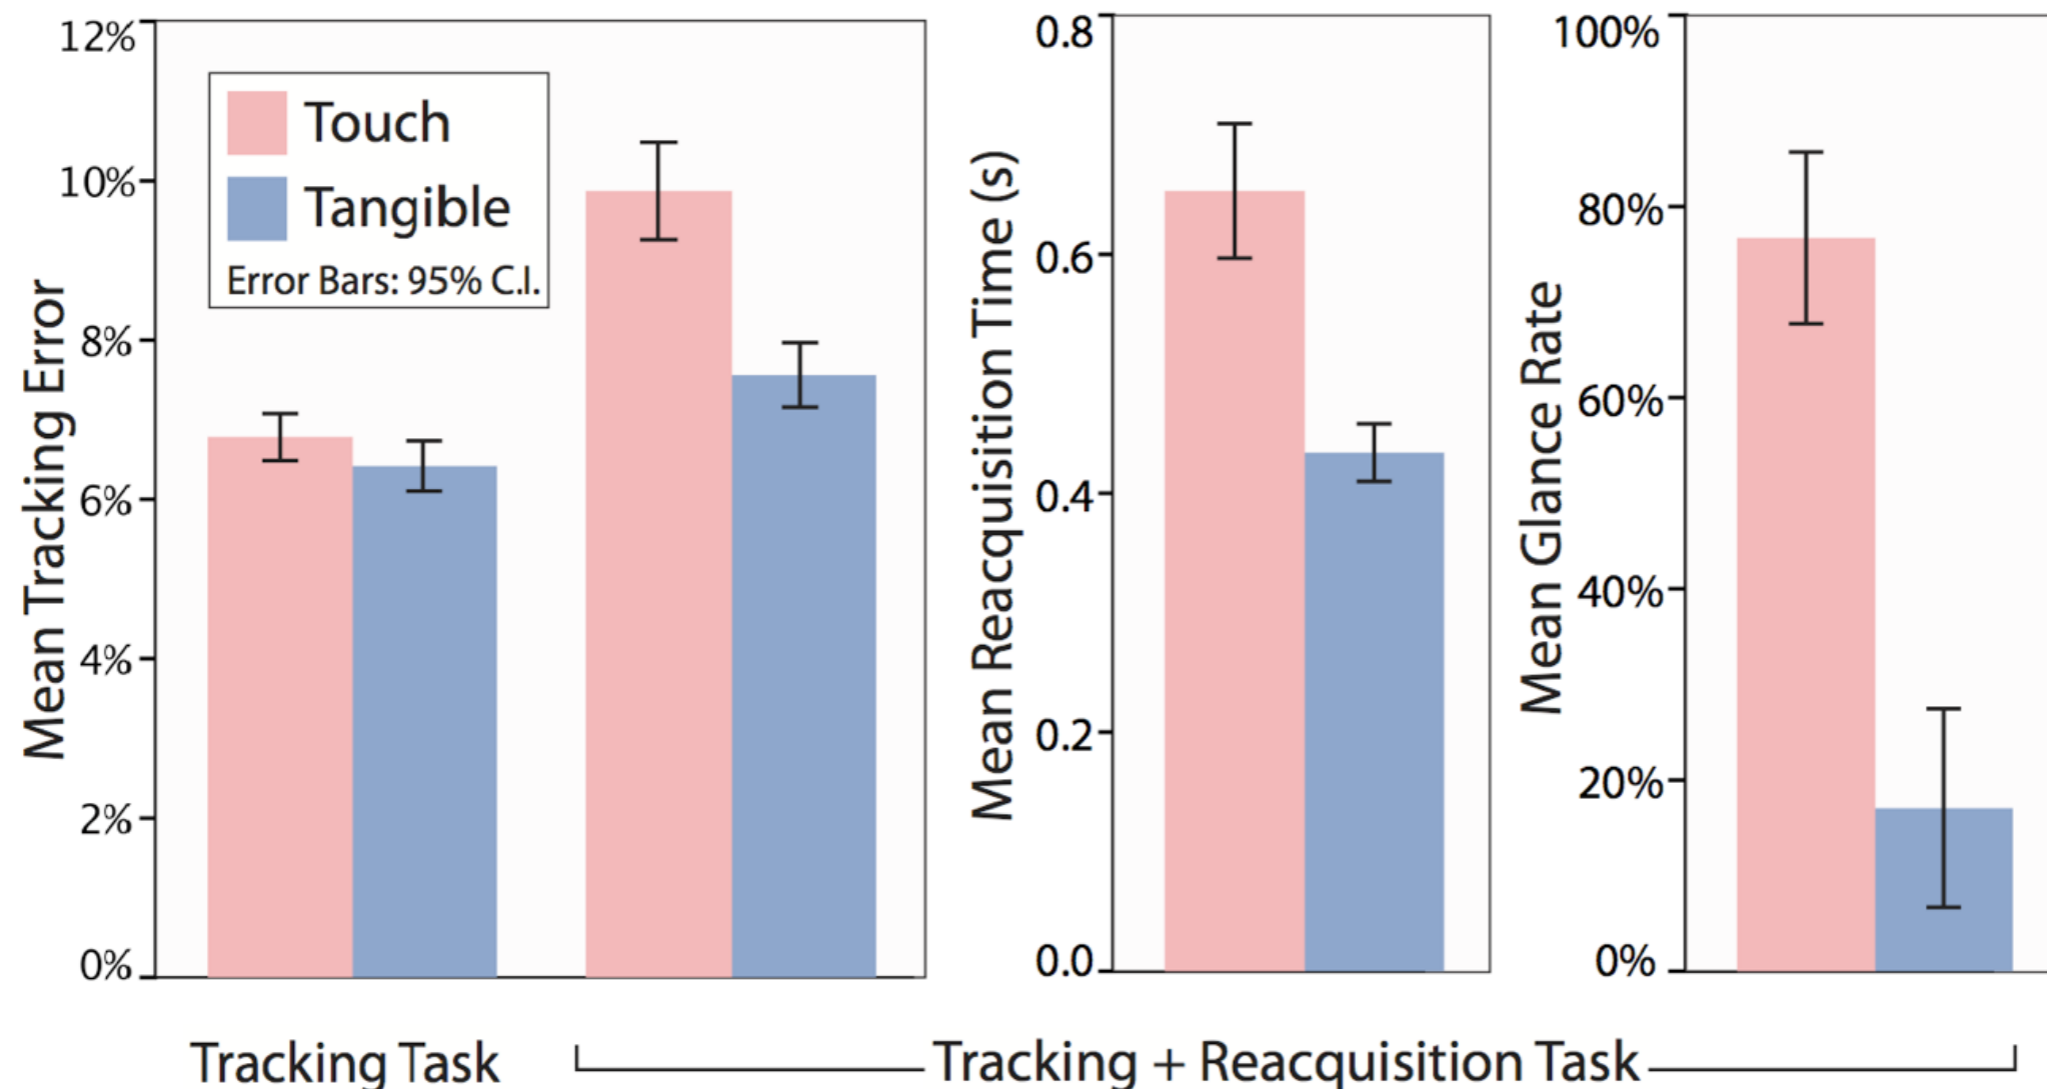 Mean Tracking Error
12%
10%
8%
6%
4%
2%
0%
Touch
Tangible
Error Bars: 95% C.I.
Mean Reacquisition Time (s)
0.8
0.6
0.4
0.2
0.0
Mean Glance Rate
100%
80%
60%
40%
20%
0%
Tracking Task
Tracking + Reacquisition Task